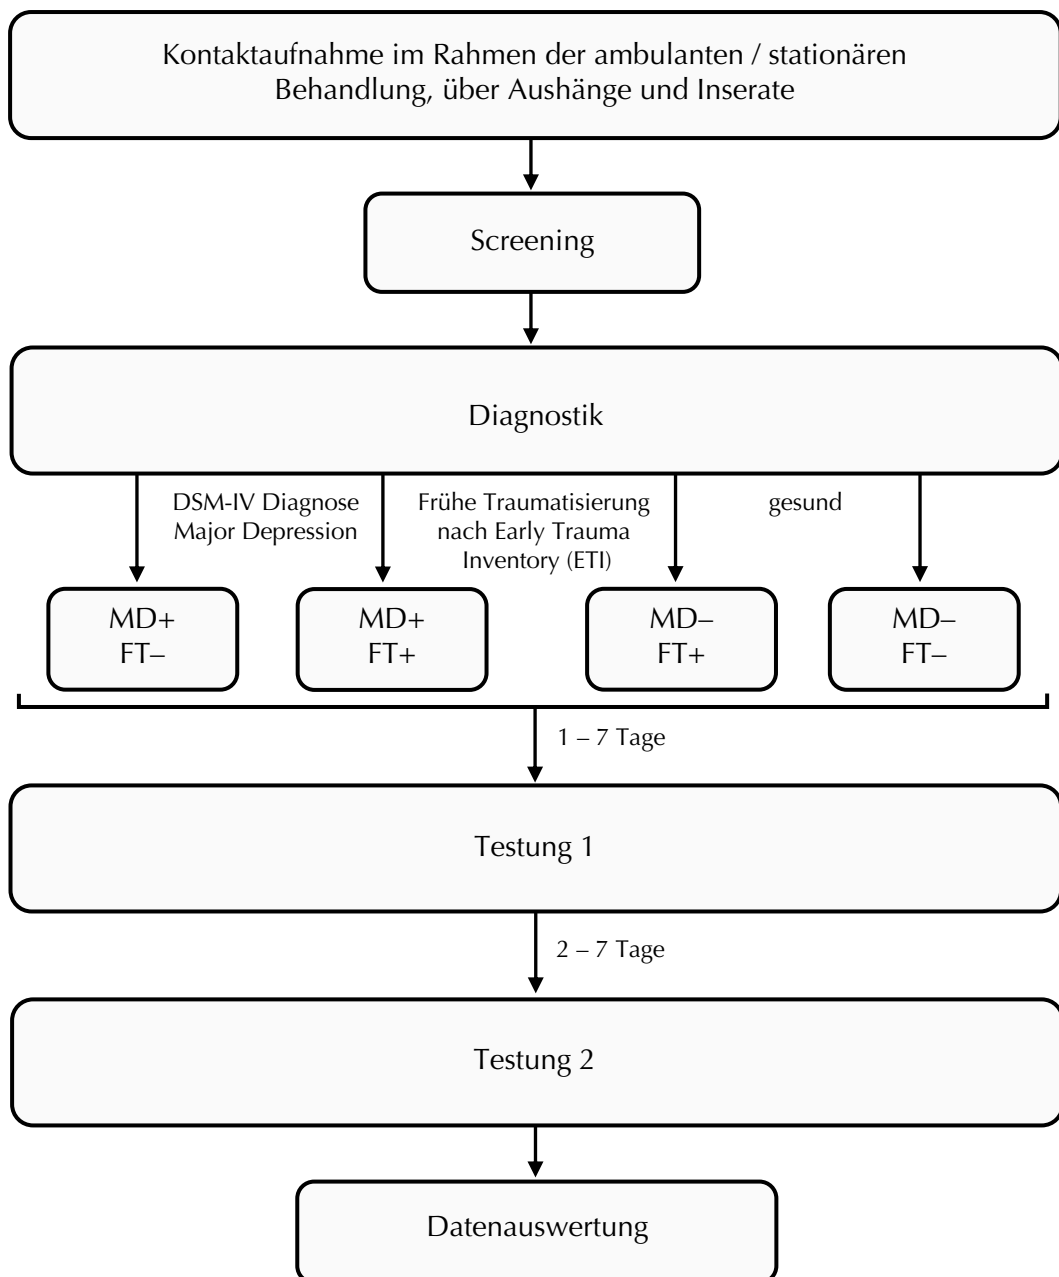 Kontaktaufnahme im Rahmen der ambulanten / stationären
Behandlung, über Aushänge und Inserate
Screening
Diagnostik
DSM-IV Diagnose
Major Depression
Frühe Traumatisierung
nach Early Trauma
Inventory (ETI)
gesund
MD+
FT–
MD+
FT+
MD–
FT+
MD–
FT–
1 – 7 Tage
Testung 1
2 – 7 Tage
Testung 2
Datenauswertung